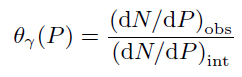 θ_γ(P) = (dN/dP)_obs / (dN/dP)_int